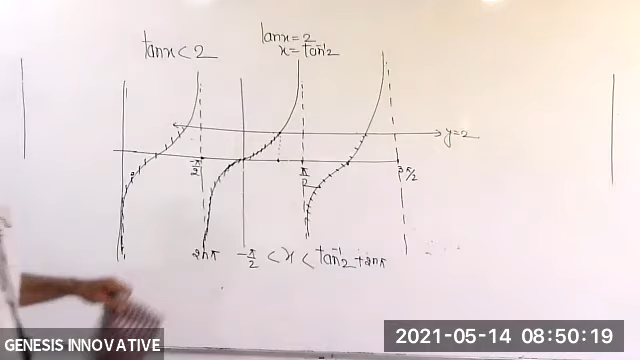 tanx < 2
tanx = 2
x = tan⁻¹2
y=2
-π/2
π/2
3π/2
2nπ -π/2 < x < tan⁻¹2 + 2nπ
GENESIS INNOVATIVE
2021-05-14 08:50:19